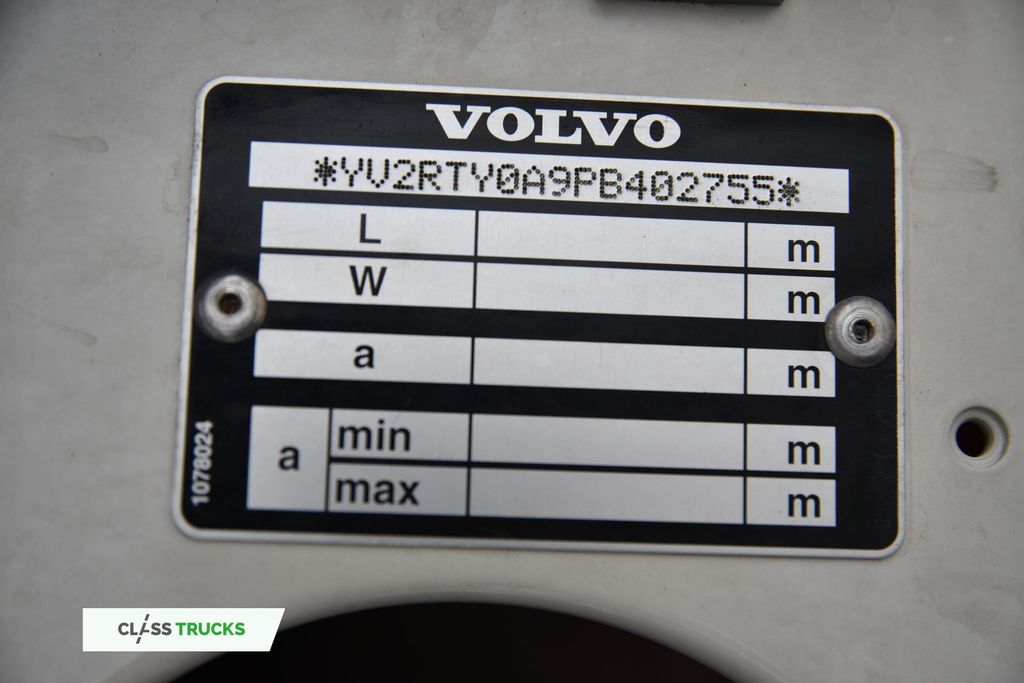 VOLVO
*YV2RTY0A9PB402755*
L m
W m
a m
a min m
max m
1078024
CLASS TRUCKS